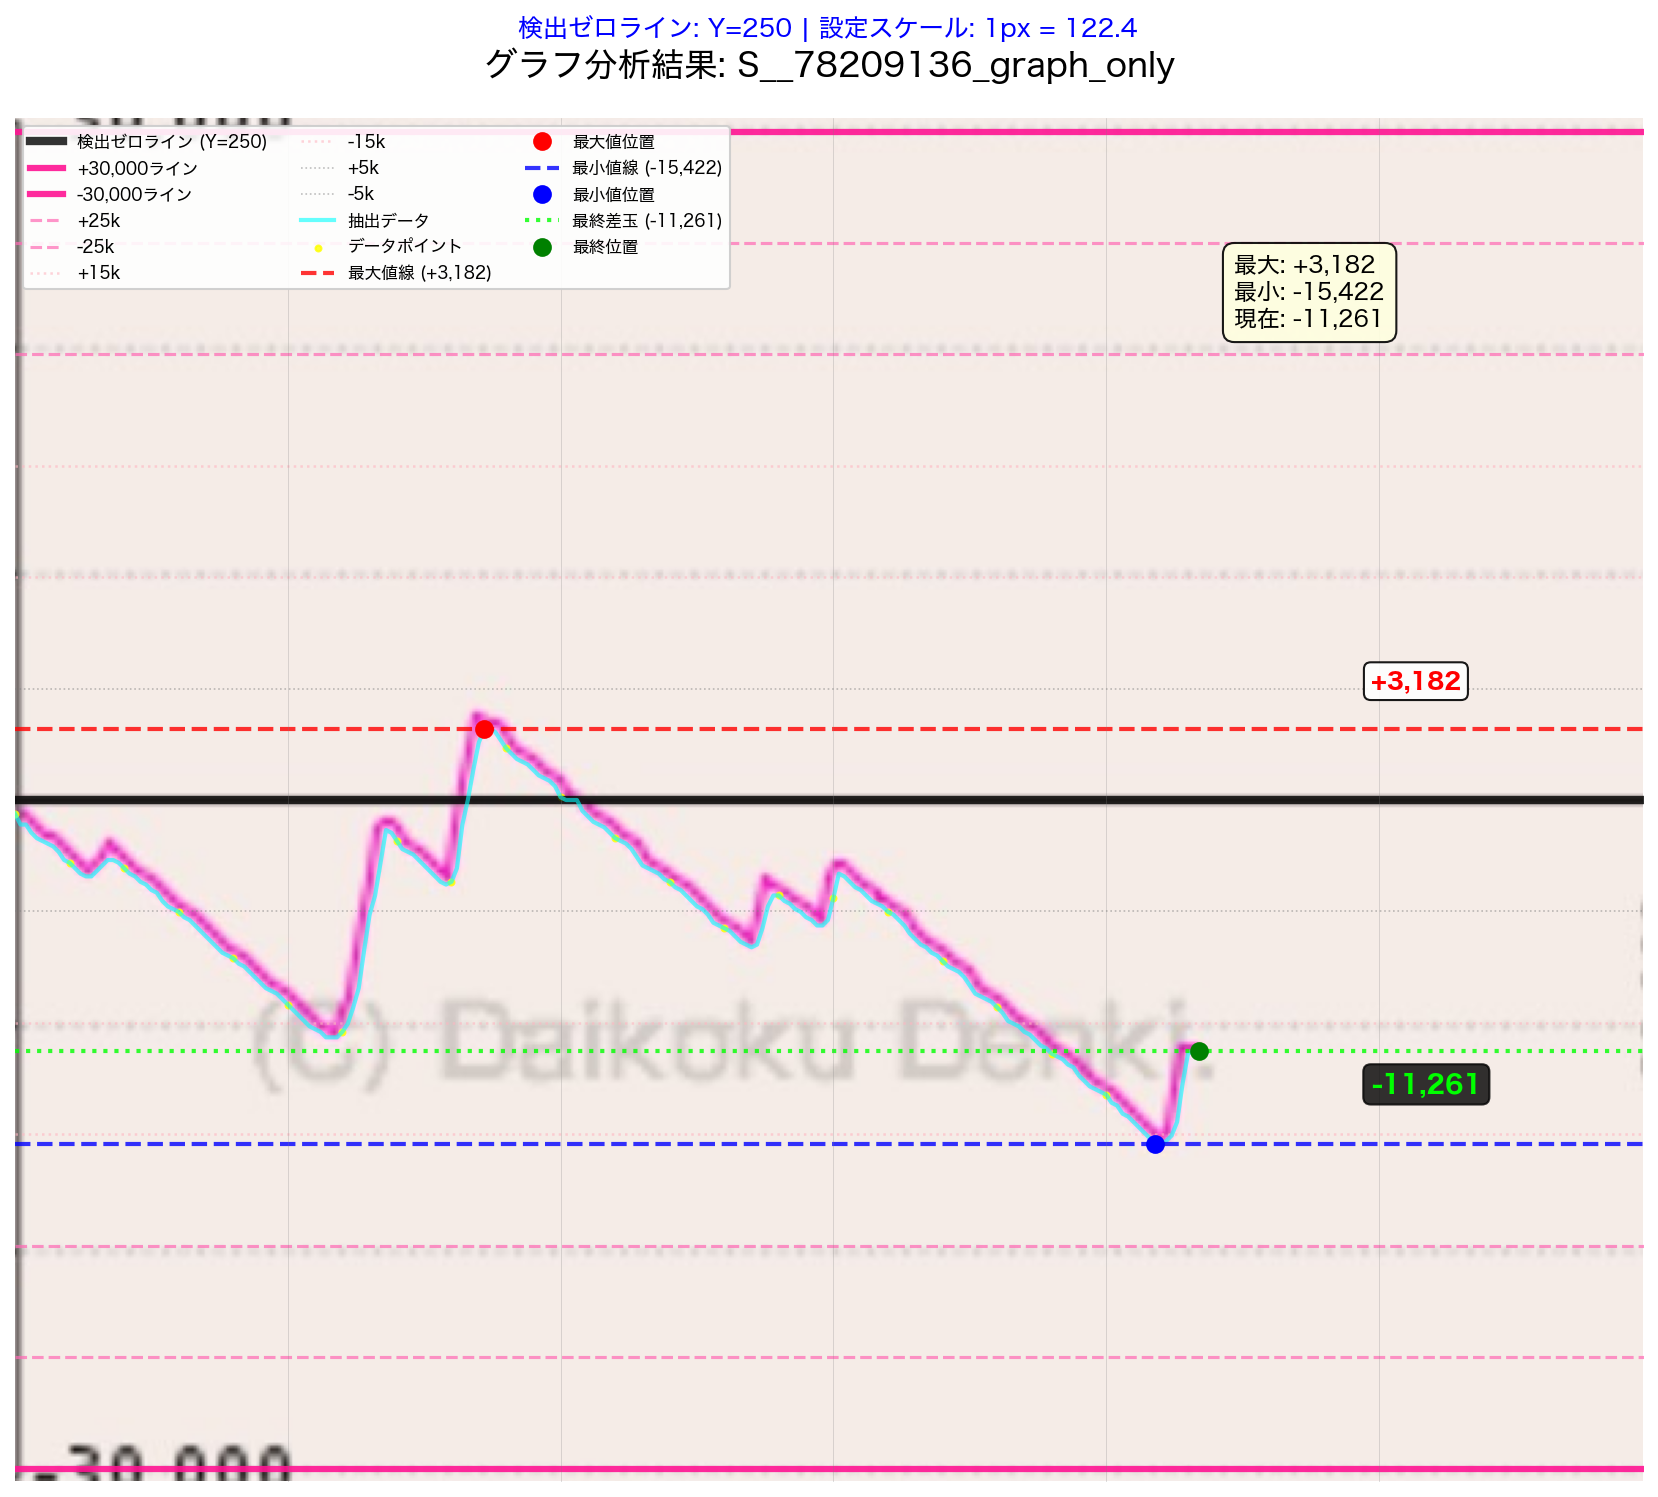 検出ゼロライン: Y=250 | 設定スケール: 1px = 122.4
グラフ分析結果: S__78209136_graph_only
検出ゼロライン (Y=250)
+30,000ライン
-30,000ライン
+25k
-25k
+15k
-15k
+5k
-5k
抽出データ
データポイント
最大値線 (+3,182)
最大値位置
最小値線 (-15,422)
最小値位置
最終差玉 (-11,261)
最終位置
最大: +3,182
最小: -15,422
現在: -11,261
+3,182
(C) Daikoku Denki.
-11,261
-30,000